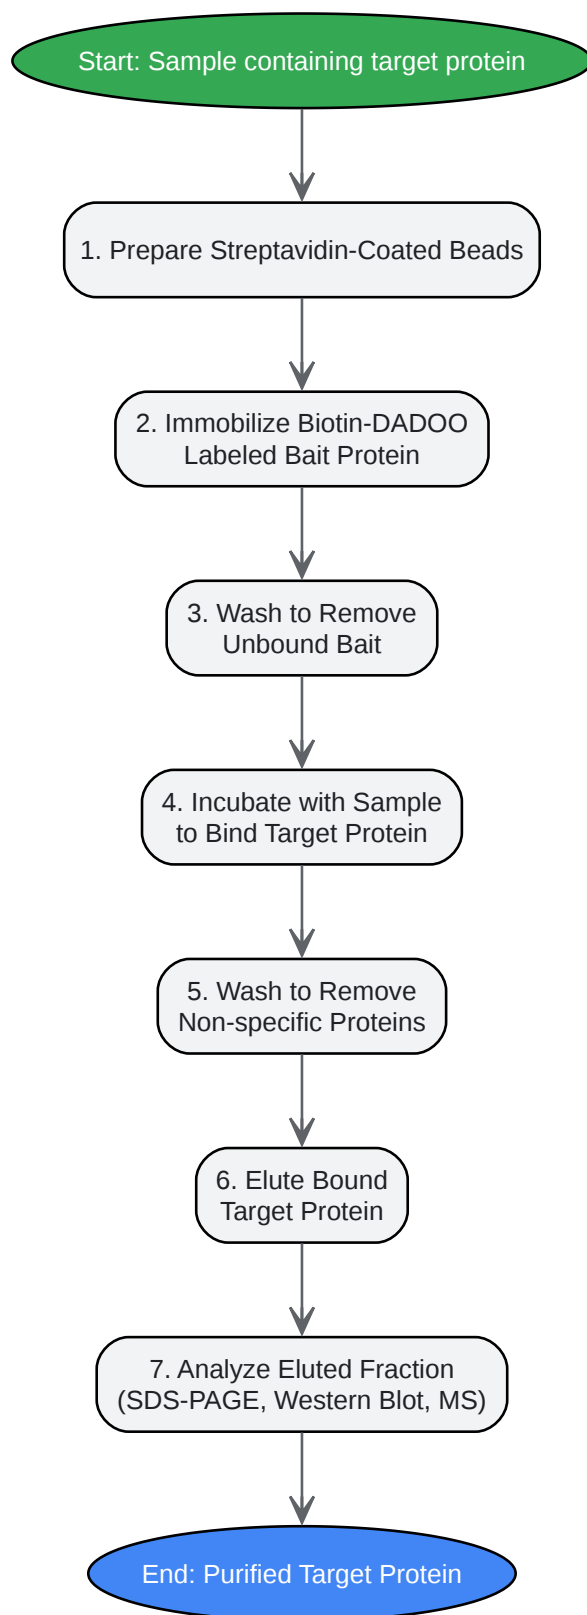 Start: Sample containing target protein
1. Prepare Streptavidin-Coated Beads
2. Immobilize Biotin-DADOO
Labeled Bait Protein
3. Wash to Remove
Unbound Bait
4. Incubate with Sample
to Bind Target Protein
5. Wash to Remove
Non-specific Proteins
6. Elute Bound
Target Protein
7. Analyze Eluted Fraction
(SDS-PAGE, Western Blot, MS)
End: Purified Target Protein